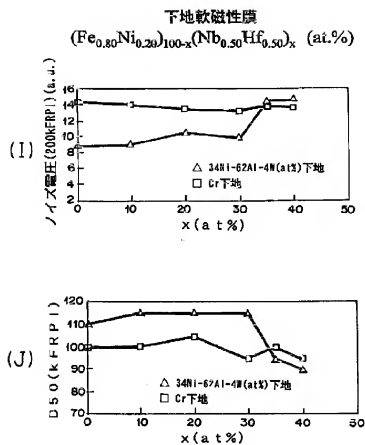 下地軟磁性膜
(Fe₀.₈₀Ni₀.₂₀)₁₀₀₋ₓ(Nb₀.₅₀Hf₀.₅₀)ₓ (at.%)
(I)
ノイズ電圧(200kFRPI)(a.u.)
16
14
12
10
8
6
4
2
△ 34Ni-62Al-4W(at%)下地
□ Cr下地
0 10 20 30 40 50
x(at%)
(J)
D50(kFRPI)
120
110
100
90
80
70
△ 34Ni-62Al-4W(at%)下地
□ Cr下地
0 10 20 30 40 50
x(at%)